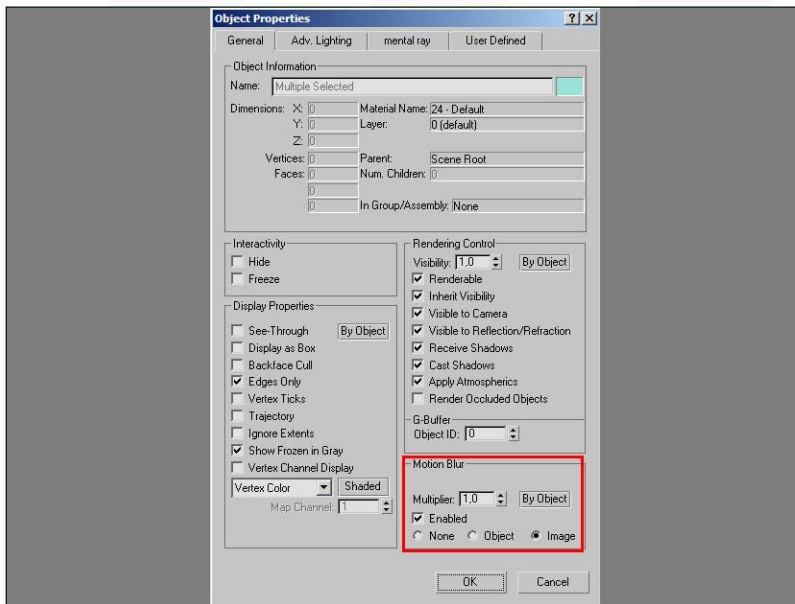 Object Properties
General Adv. Lighting mental ray User Defined
Object Information
Name: Multiple Selected
Dimensions: X: 0 Material Name: 24 - Default
Y: 0 Layer: 0 (default)
Z: 0
Vertices: 0 Parent: Scene Root
Faces: 0 Num. Children: 0
0
0 In Group/Assembly: None
Interactivity
Hide
Freeze
Display Properties
See-Through By Object
Display as Box
Backface Cull
Edges Only
Vertex Ticks
Trajectory
Ignore Extents
Show Frozen in Gray
Vertex Channel Display
Vertex Color Shaded
Map Channel: 1
Rendering Control
Visibility: 1,0 By Object
Renderable
Inherit Visibility
Visible to Camera
Visible to Reflection/Refraction
Receive Shadows
Cast Shadows
Apply Atmospherics
Render Occluded Objects
G-Buffer
Object ID: 0
Motion Blur
Multiplier: 1,0 By Object
Enabled
None Object Image
OK Cancel